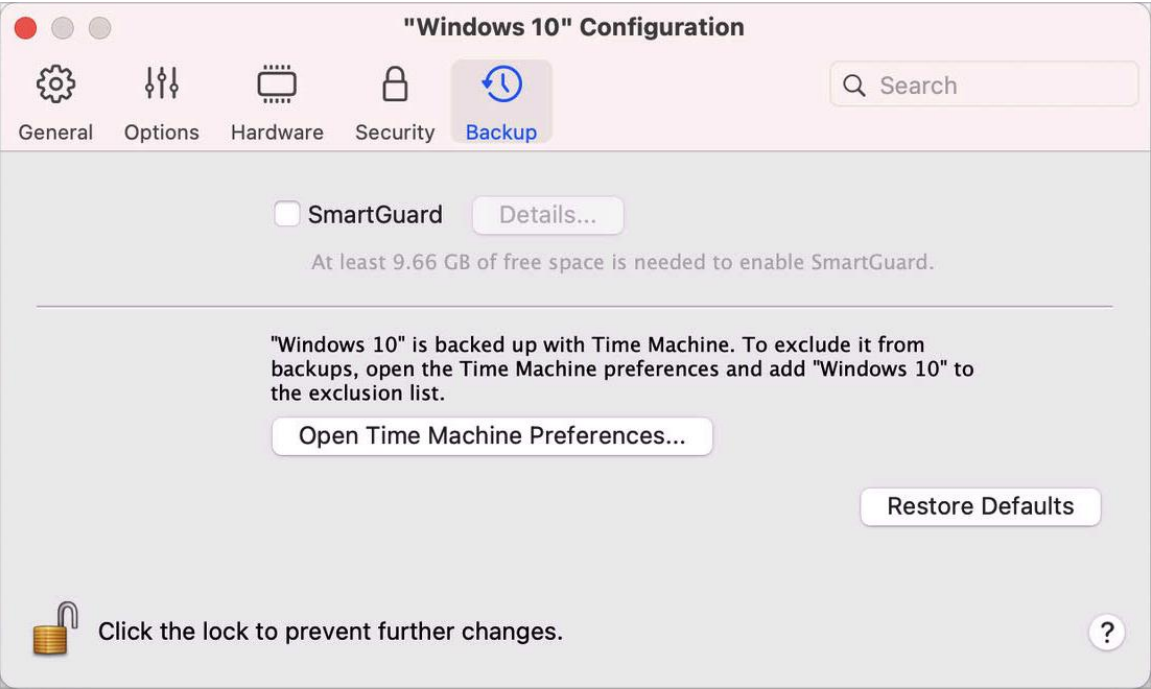 "Windows 10" Configuration
General Options Hardware Security Backup
Search
SmartGuard Details...
At least 9.66 GB of free space is needed to enable SmartGuard.
"Windows 10" is backed up with Time Machine. To exclude it from
backups, open the Time Machine preferences and add "Windows 10" to
the exclusion list.
Open Time Machine Preferences...
Restore Defaults
Click the lock to prevent further changes.
?